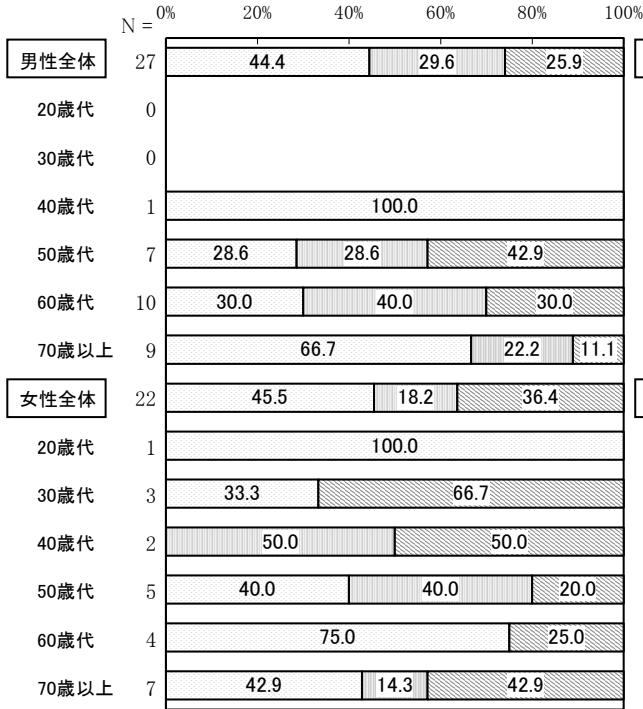 0% 20% 40% 60% 80% 100%
N =
男性全体 27 44.4 29.6 25.9
20歳代 0
30歳代 0
40歳代 1 100.0
50歳代 7 28.6 28.6 42.9
60歳代 10 30.0 40.0 30.0
70歳以上 9 66.7 22.2 11.1
女性全体 22 45.5 18.2 36.4
20歳代 1 100.0
30歳代 3 33.3 66.7
40歳代 2 50.0 50.0
50歳代 5 40.0 40.0 20.0
60歳代 4 75.0 25.0
70歳以上 7 42.9 14.3 42.9